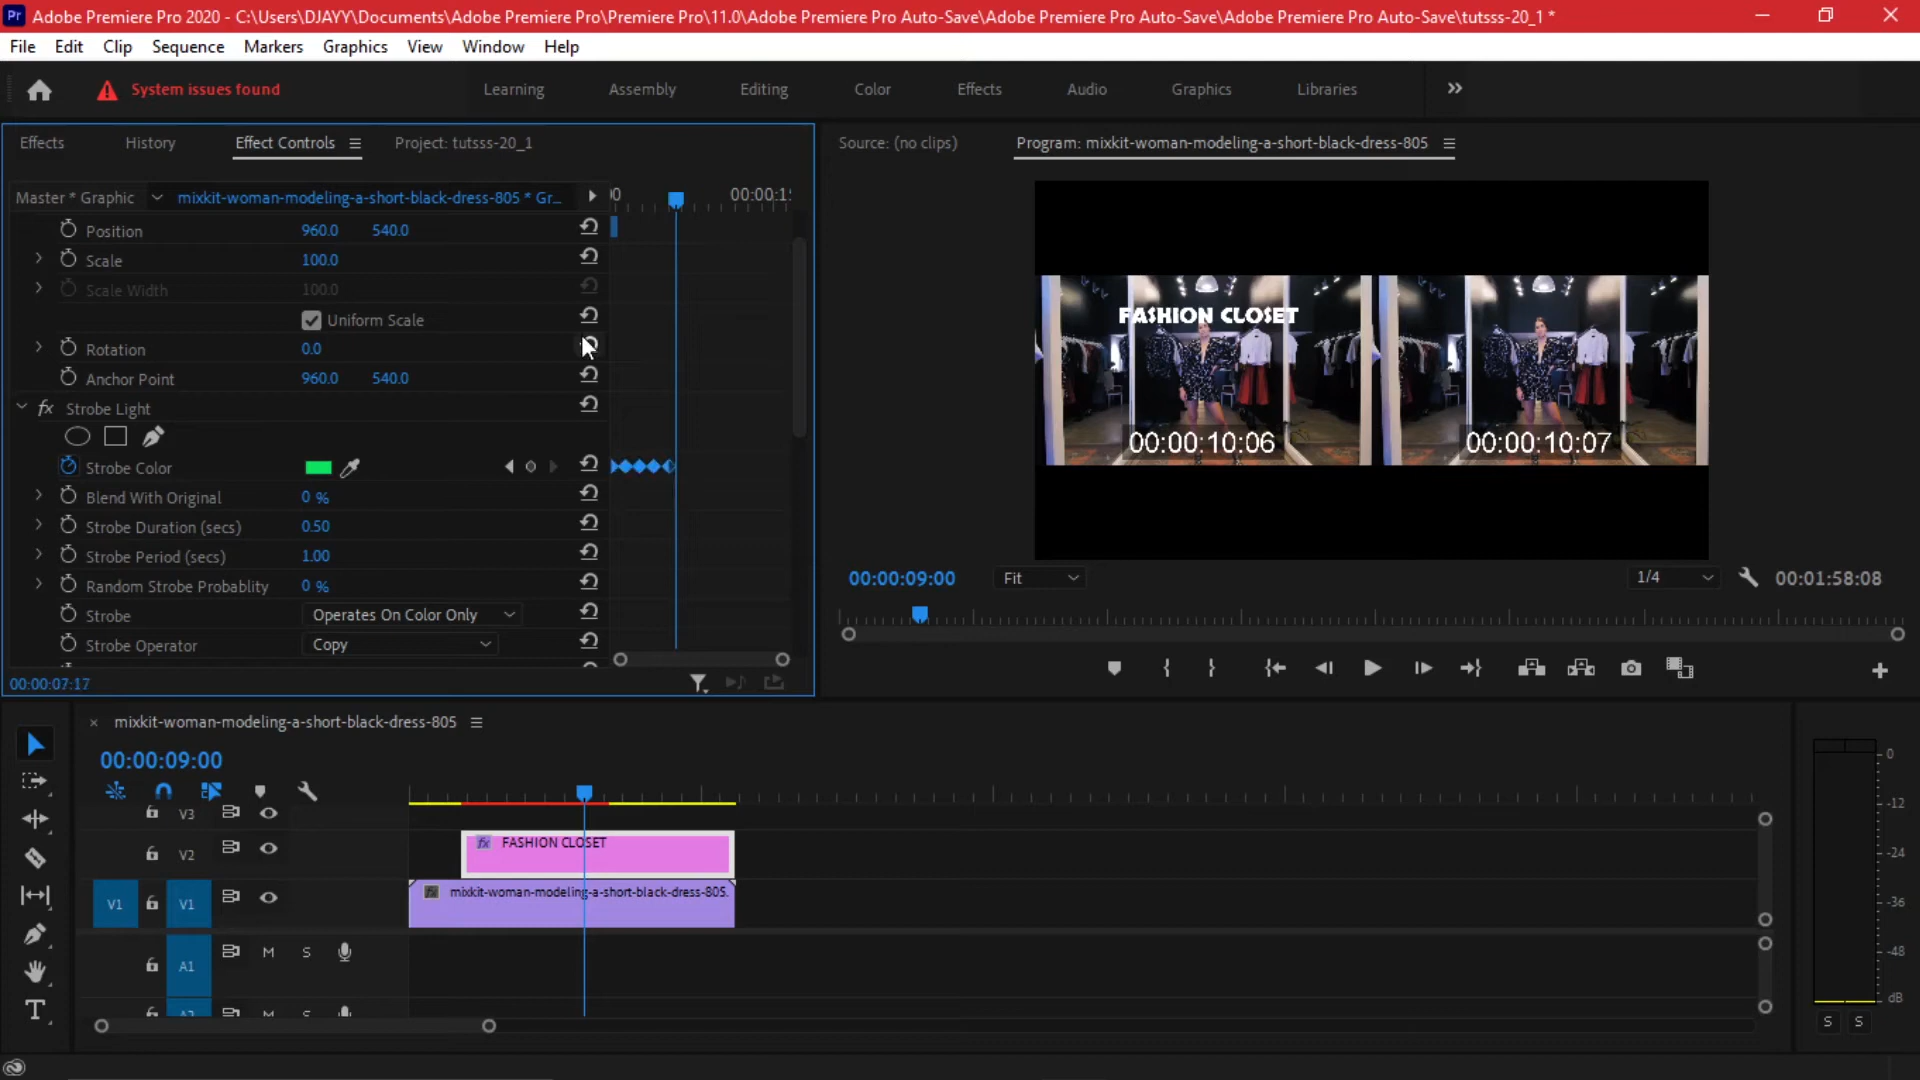 Pr Adobe Premiere Pro 2020 - C:\Users\DJAYY\Documents\Adobe Premiere Pro\Premiere Pro\11.0\Adobe Premiere Pro Auto-Save\Adobe Premiere Pro Auto-Save\Adobe Premiere Pro Auto-Save\tutsss-20_1 *
File Edit Clip Sequence Markers Graphics View Window Help
System issues found
Learning Assembly Editing Color Effects Audio Graphics Libraries
Effects History Effect Controls Project: tutsss-20_1
Source: (no clips) Program: mixkit-woman-modeling-a-short-black-dress-805
Master * Graphic mixkit-woman-modeling-a-short-black-dress-805 * Gr...
00:00:1
Position 960.0 540.0
Scale 100.0
Scale Width 100.0
Uniform Scale
Rotation 0.0
Anchor Point 960.0 540.0
fx Strobe Light
Strobe Color
Blend With Original 0 %
Strobe Duration (secs) 0.50
Strobe Period (secs) 1.00
Random Strobe Probablity 0 %
Strobe Operates On Color Only
Strobe Operator Copy
00:00:07:17
FASHION CLOSET
00:00:10:06 00:00:10:07
00:00:09:00 Fit 1/4 00:01:58:08
mixkit-woman-modeling-a-short-black-dress-805
00:00:09:00
V3
V2
fx FASHION CLOSET
V1 V1
fx mixkit-woman-modeling-a-short-black-dress-805.
A1 M S
A2 M S
T
0
-12
-24
-36
-48
dB
S S